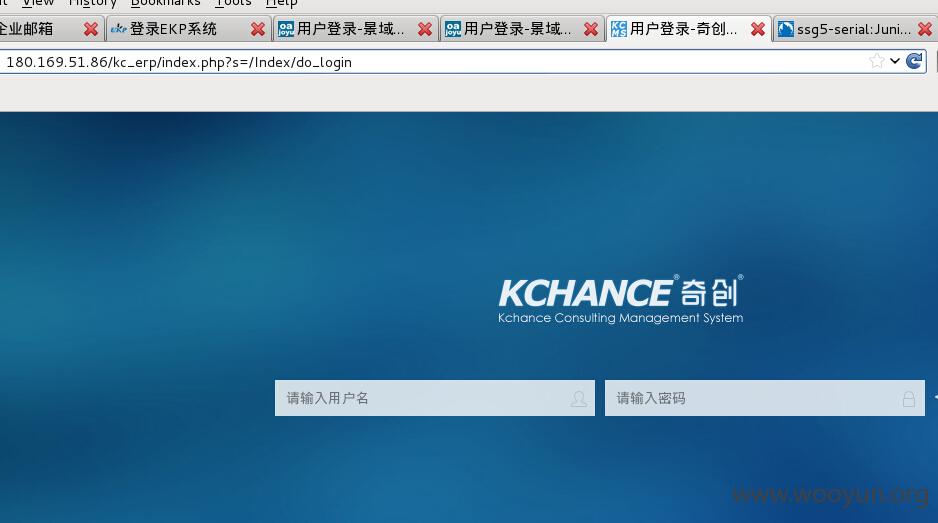 View History Bookmarks Tools Help
企业邮箱 登录EKP系统 用户登录-景域... 用户登录-景域... 用户登录-奇创... ssg5-serial:Juni...
180.169.51.86/kc_erp/index.php?s=/Index/do_login
KCHANCE® 奇创®
Kchance Consulting Management System
请输入用户名 请输入密码
www.wooyun.org